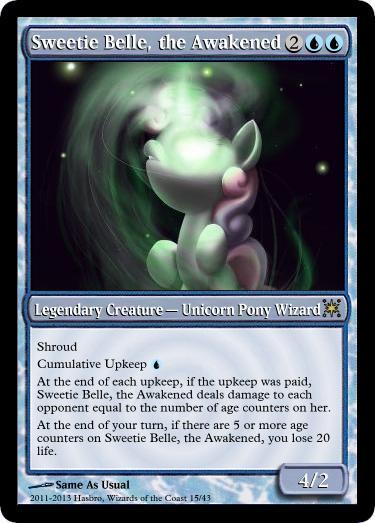 Sweetie Belle, the Awakened 2
Legendary Creature — Unicorn Pony Wizard
Shroud
Cumulative Upkeep
At the end of each upkeep, if the upkeep was paid,
Sweetie Belle, the Awakened deals damage to each
opponent equal to the number of age counters on her.
At the end of your turn, if there are 5 or more age
counters on Sweetie Belle, the Awakened, you lose 20
life.
4/2
Same As Usual
2011-2013 Hasbro, Wizards of the Coast 15/43